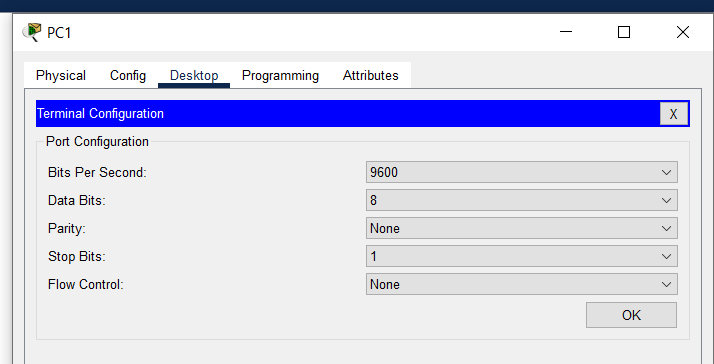 PC1
Physical Config Desktop Programming Attributes
Terminal Configuration X
Port Configuration
Bits Per Second: 9600
Data Bits: 8
Parity: None
Stop Bits: 1
Flow Control: None
OK